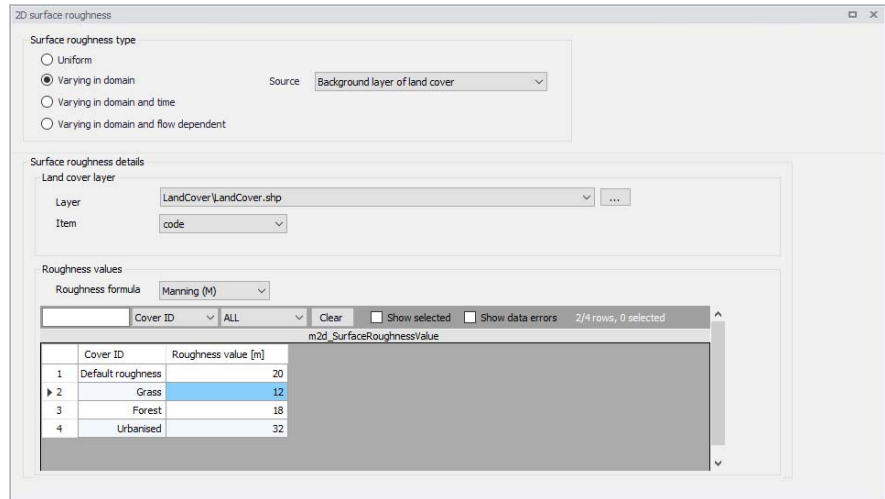 2D surface roughness
Surface roughness type
Uniform
Varying in domain
Source
Background layer of land cover
Varying in domain and time
Varying in domain and flow dependent
Surface roughness details
Land cover layer
Layer
LandCover\LandCover.shp
...
Item
code
Roughness values
Roughness formula
Manning (M)
Cover ID
ALL
Clear
Show selected
Show data errors
2/4 rows, 0 selected
m2d_SurfaceRoughnessValue
Cover ID Roughness value [m]
1 Default roughness 20
2 Grass 12
3 Forest 18
4 Urbanised 32